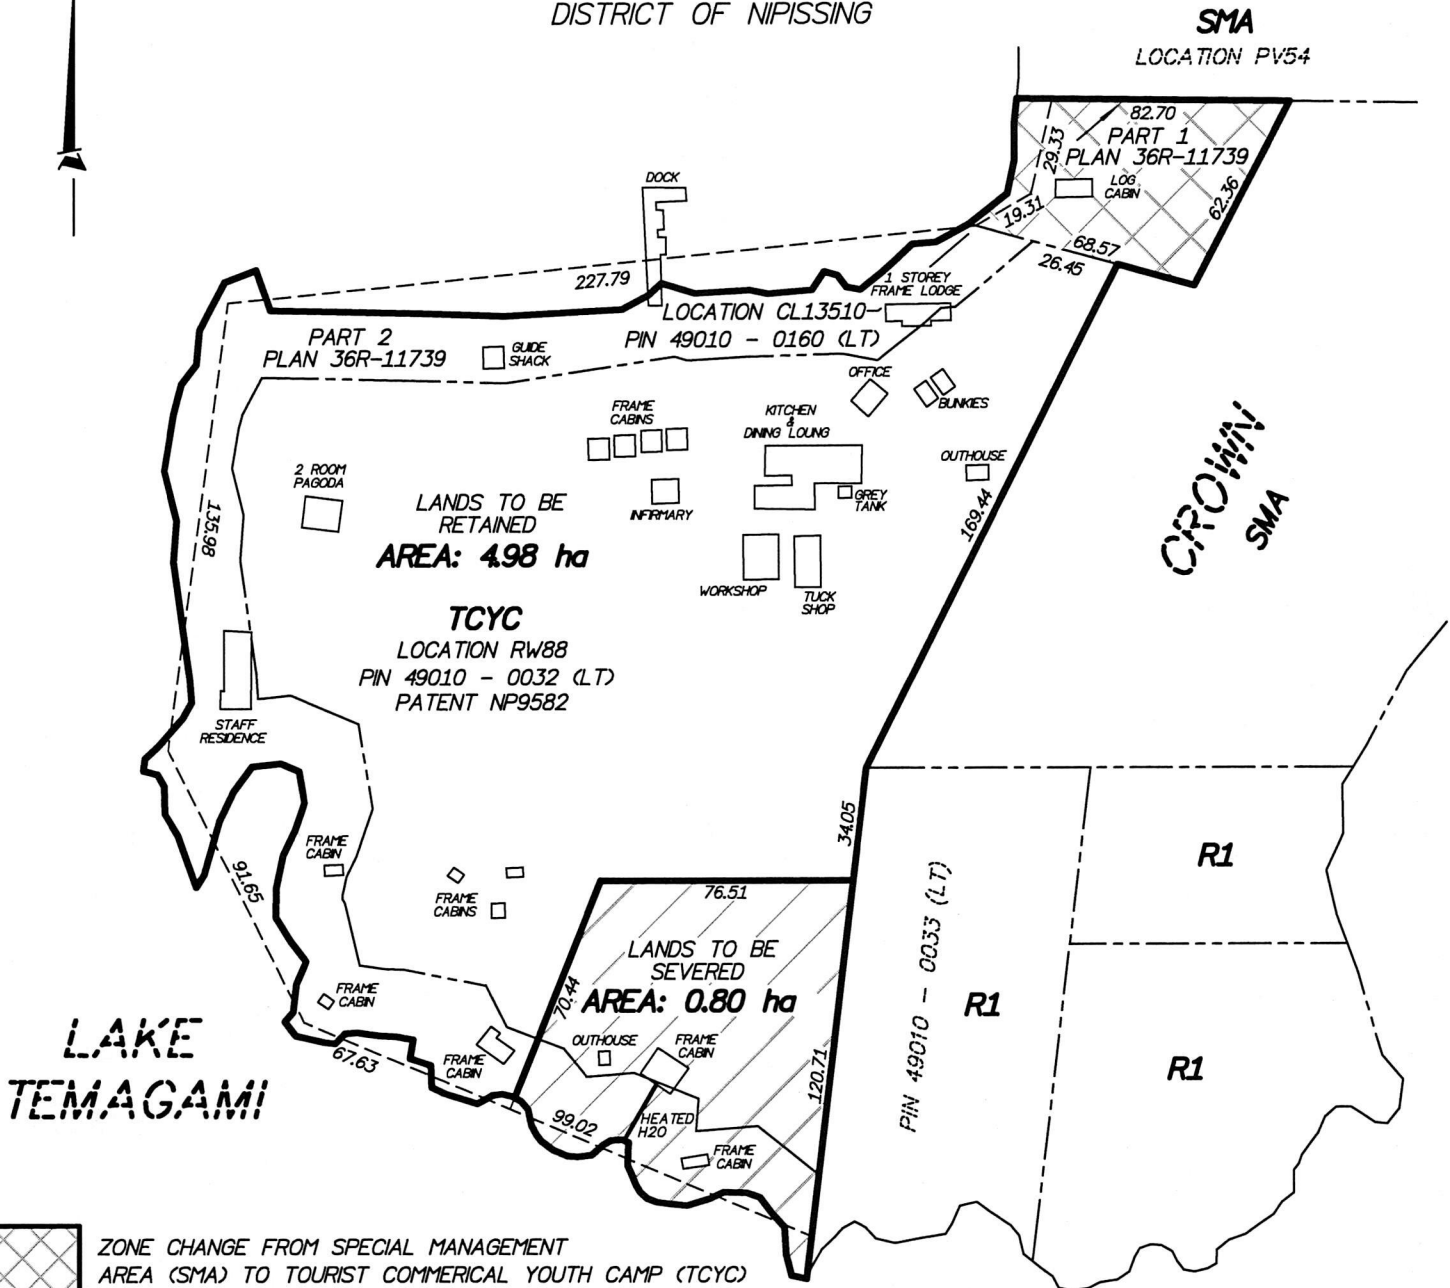 DISTRICT OF NIPISSING
SMA
LOCATION PV54
82.70
PART 1
PLAN 36R-11739
29.33
LOG
CABIN
62.36
19.31
68.57
26.45
DOCK
227.79
1 STOREY
FRAME LODGE
LOCATION CL13510
PIN 49010 - 0160 (LT)
PART 2
PLAN 36R-11739
GUIDE
SHACK
OFFICE
BUNKIES
FRAME
CABINS
KITCHEN
&
DINING LOUNG
OUTHOUSE
GREY
TANK
2 ROOM
PAGODA
INFIRMARY
LANDS TO BE
RETAINED
AREA: 4.98 ha
135.98
169.44
CROWN
SMA
WORKSHOP
TUCK
SHOP
TCYC
LOCATION RW88
PIN 49010 - 0032 (LT)
PATENT NP9582
STAFF
RESIDENCE
34.05
FRAME
CABIN
91.65
FRAME
CABINS
76.51
R1
PIN 49010 - 0033 (LT)
LANDS TO BE
SEVERED
AREA: 0.80 ha
70.44
FRAME
CABIN
R1
LAKE
TEMAGAMI
67.63
FRAME
CABIN
OUTHOUSE
FRAME
CABIN
120.71
R1
99.02
HEATED
H20
FRAME
CABIN
ZONE CHANGE FROM SPECIAL MANAGEMENT
AREA (SMA) TO TOURIST COMMERICAL YOUTH CAMP (TCYC)